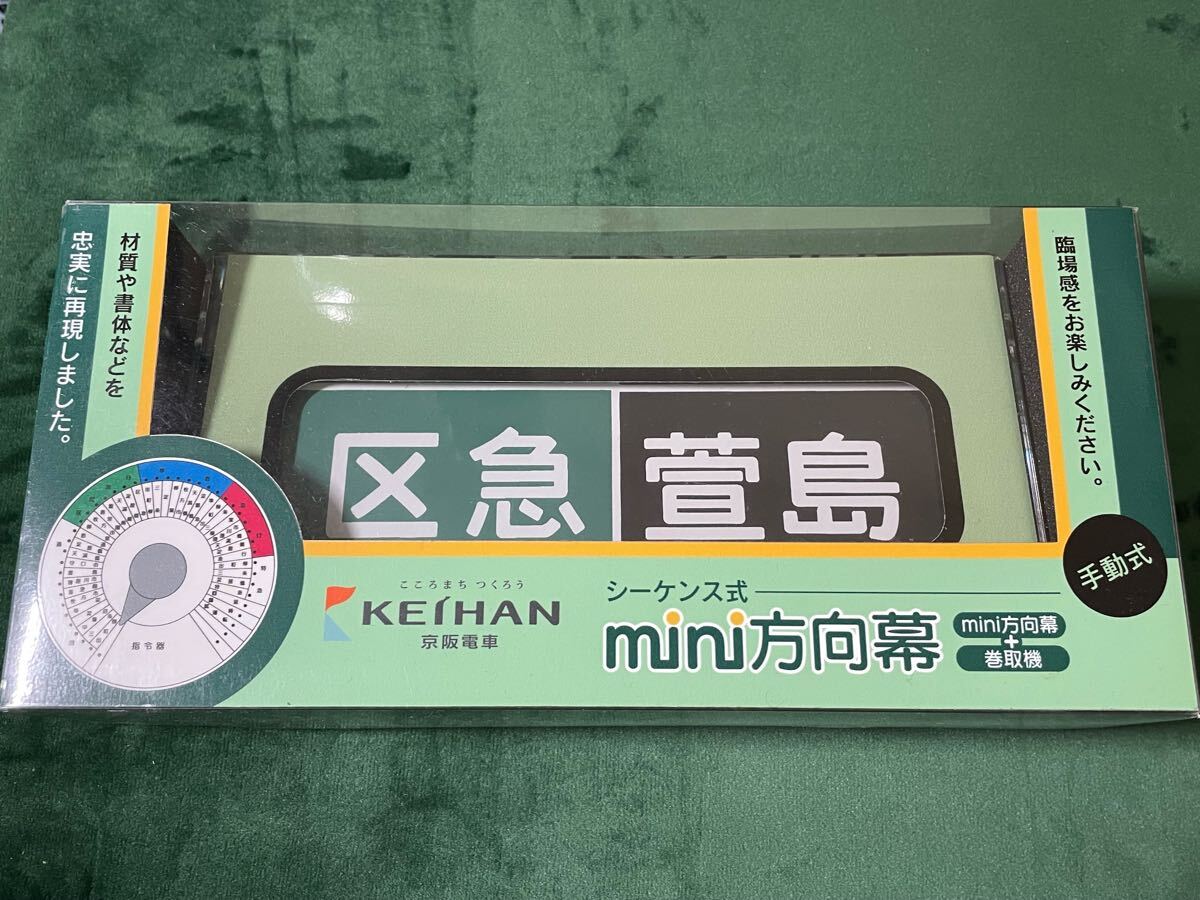 材質や書体などを
忠実に再現しました。
臨場感をお楽しみください。
区急 萱島
手動式
指令器
こころまち つくろう
KEIHAN
京阪電車
シーケンス式
mini方向幕
mini方向幕
+
巻取機